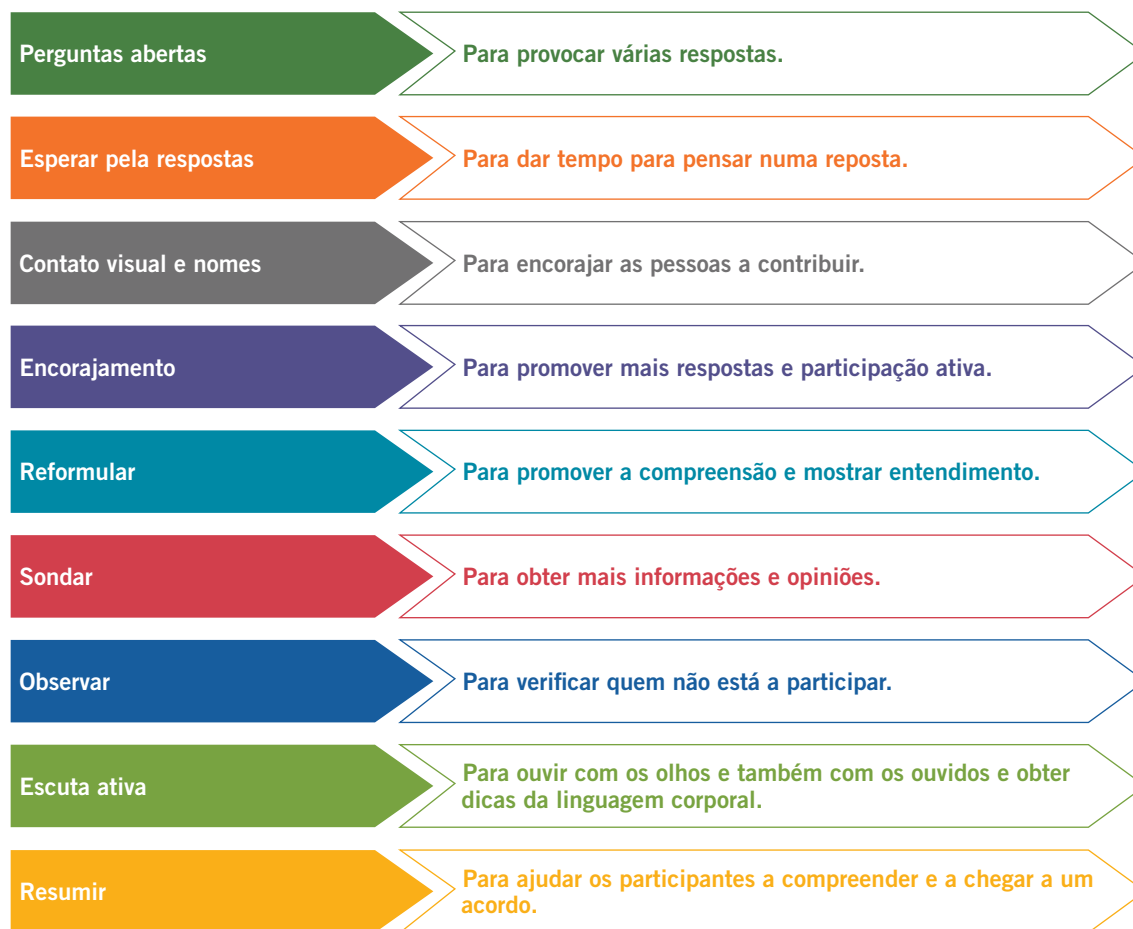 Perguntas abertas
Para provocar várias respostas.
Esperar pela respostas
Para dar tempo para pensar numa reposta.
Contato visual e nomes
Para encorajar as pessoas a contribuir.
Encorajamento
Para promover mais respostas e participação ativa.
Reformular
Para promover a compreensão e mostrar entendimento.
Sondar
Para obter mais informações e opiniões.
Observar
Para verificar quem não está a participar.
Escuta ativa
Para ouvir com os olhos e também com os ouvidos e obter
dicas da linguagem corporal.
Resumir
Para ajudar os participantes a compreender e a chegar a um
acordo.